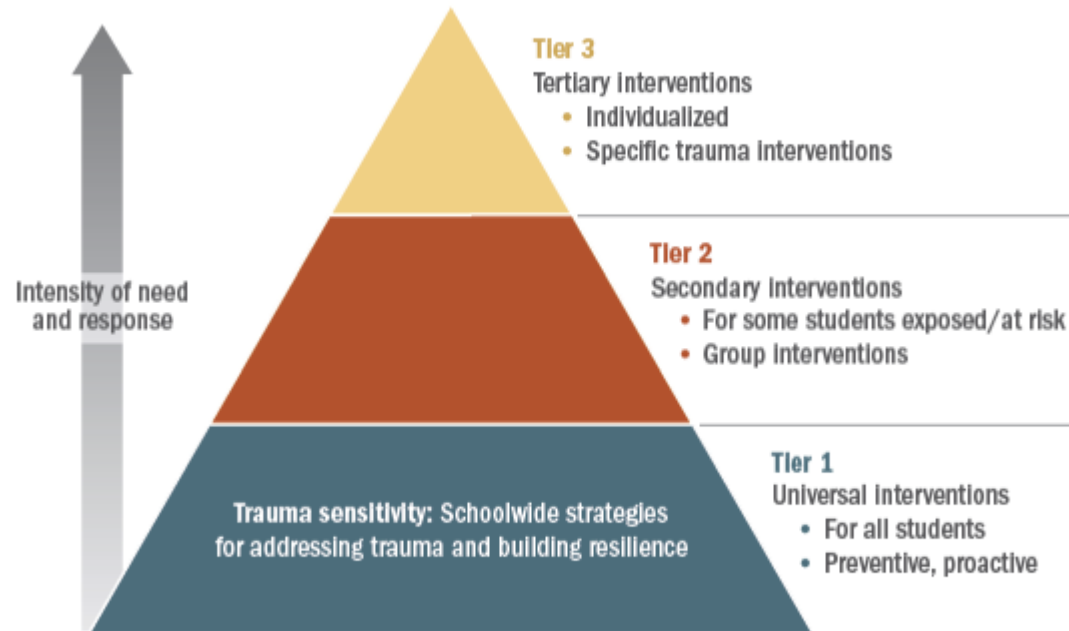 Tier 3
Tertiary interventions
• Individualized
• Specific trauma interventions
Tier 2
Secondary interventions
• For some students exposed/at risk
• Group interventions
Intensity of need
and response
Tier 1
Universal interventions
• For all students
• Preventive, proactive
Trauma sensitivity: Schoolwide strategies
for addressing trauma and building resilience